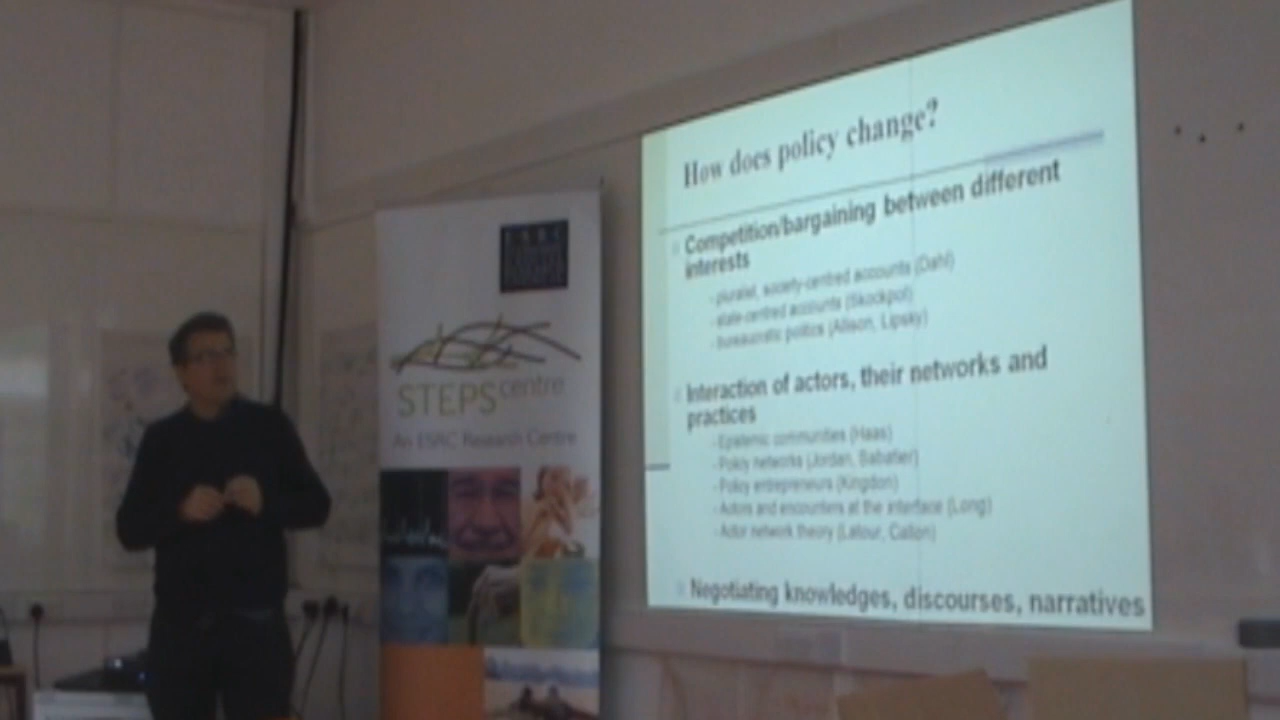 E S R C
STEPS centre
An ESRC Research Centre
How does policy change?
Competition/bargaining between different
interests
- pluralist, society-centred accounts (Dahl)
- state-centred accounts (Skockpol)
- bureaucratic politics (Allison, Lipsky)
Interaction of actors, their networks and
practices
- Epistemic communities (Haas)
- Policy networks (Jordan, Sabatier)
- Policy entrepreneurs (Kingdon)
- Actors and encounters at the interface (Long)
- Actor network theory (Latour, Callon)
Negotiating knowledges, discourses, narratives